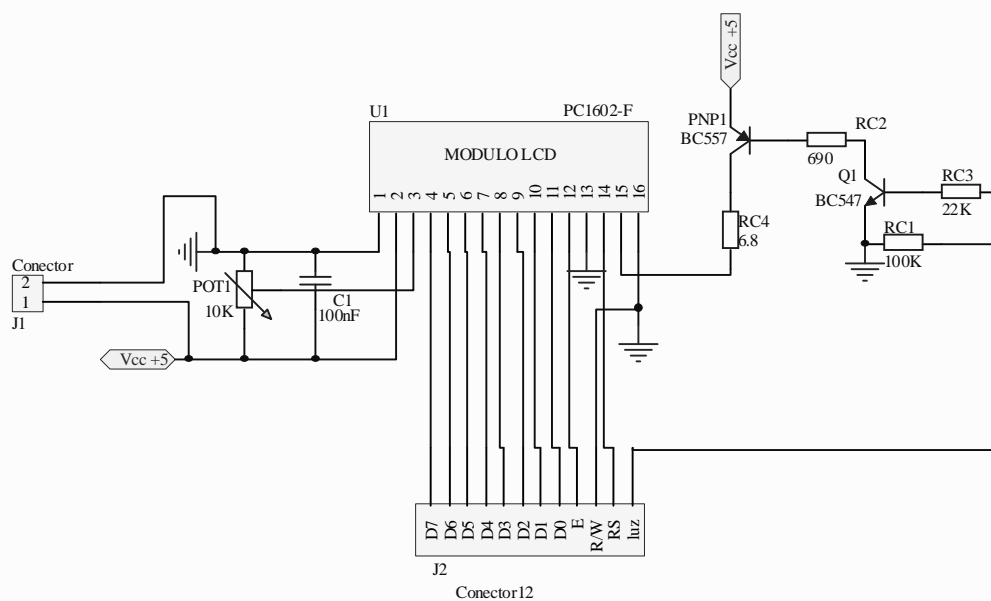 Vcc +5
U1
PC1602-F
MODULO LCD
1 2 3 4 5 6 7 8 9 10 11 12 13 14 15 16
PNP1
BC557
RC2
690
Q1
BC547
RC3
22K
RC1
100K
RC4
6.8
Conector
2
1
J1
POT1
10K
C1
100nF
Vcc +5
D7 D6 D5 D4 D3 D2 D1 D0 E R/W RS luz
J2
Conector12